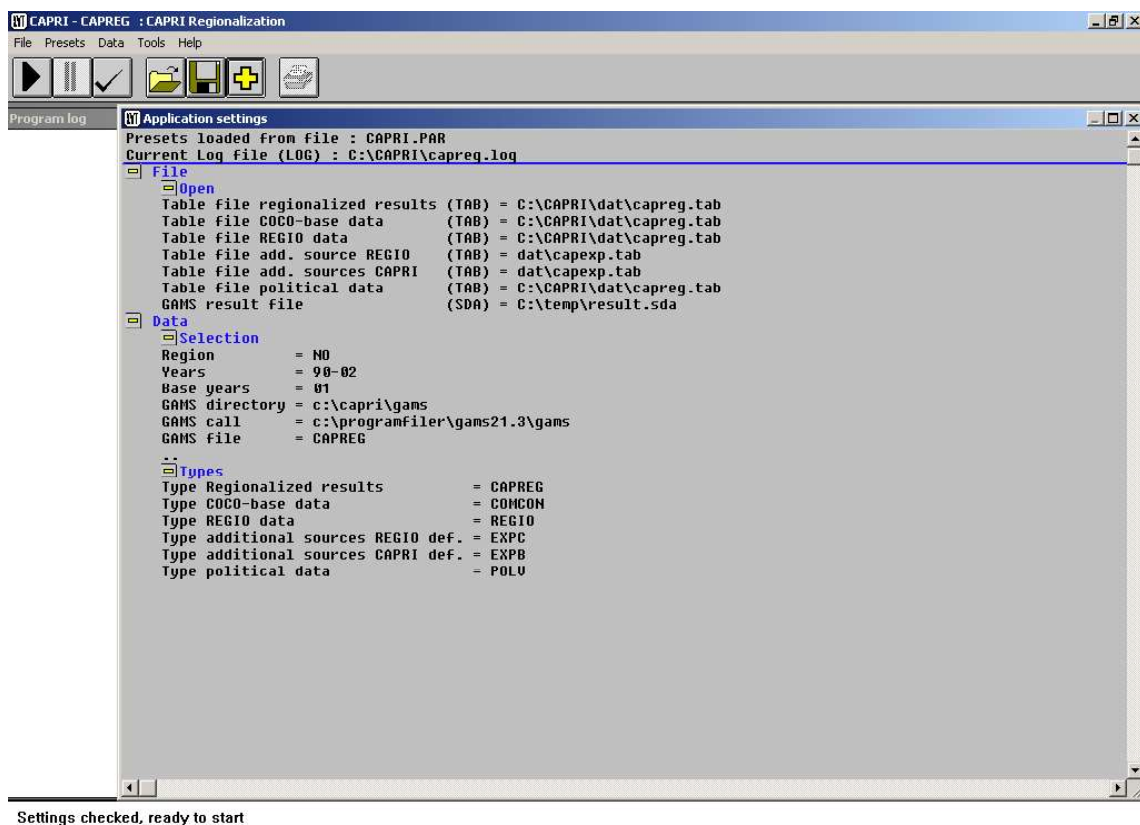 CAPRI - CAPREG : CAPRI Regionalization
File Presets Data Tools Help
Program log
Application settings
Presets loaded from file : CAPRI.PAR
Current Log file (LOG) : C:\CAPRI\capreg.log
File
Open
Table file regionalized results (TAB) = C:\CAPRI\dat\capreg.tab
Table file COCO-base data (TAB) = C:\CAPRI\dat\capreg.tab
Table file REGIO data (TAB) = C:\CAPRI\dat\capreg.tab
Table file add. source REGIO (TAB) = dat\capexp.tab
Table file add. sources CAPRI (TAB) = dat\capexp.tab
Table file political data (TAB) = C:\CAPRI\dat\capreg.tab
GAMS result file (SDA) = C:\temp\result.sda
Data
Selection
Region = NO
Years = 90-02
Base years = 01
GAMS directory = c:\capri\gams
GAMS call = c:\programfiler\gams21.3\gams
GAMS file = CAPREG
..
Types
Type Regionalized results = CAPREG
Type COCO-base data = COMCON
Type REGIO data = REGIO
Type additional sources REGIO def. = EXPC
Type additional sources CAPRI def. = EXPB
Type political data = POLV
Settings checked, ready to start